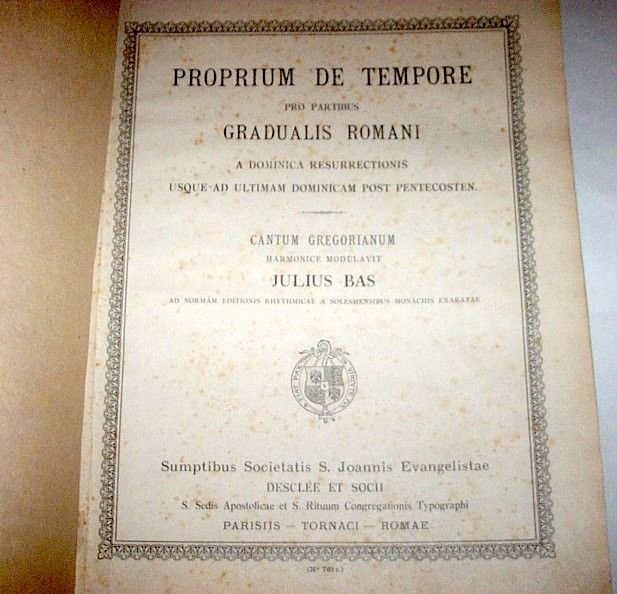 PROPRIUM DE TEMPORE
PRO PARTIBUS
GRADUALIS ROMANI
A DOMINICA RESURRECTIONIS
USQUE AD ULTIMAM DOMINICAM POST PENTECOSTEN.
CANTUM GREGORIANUM
HARMONICE MODULAVIT
JULIUS BAS
AD NORMAM EDITIONIS RHYTHMICAE A SOLESMENSIBUS MONACHIS EXARATAE
Sumptibus Societatis S. Joannis Evangelistae
DESCLÉE ET SOCII
S. Sedis Apostolicae et S. Rituum Congregationis Typographi
PARISIIS — TORNACI — ROMAE